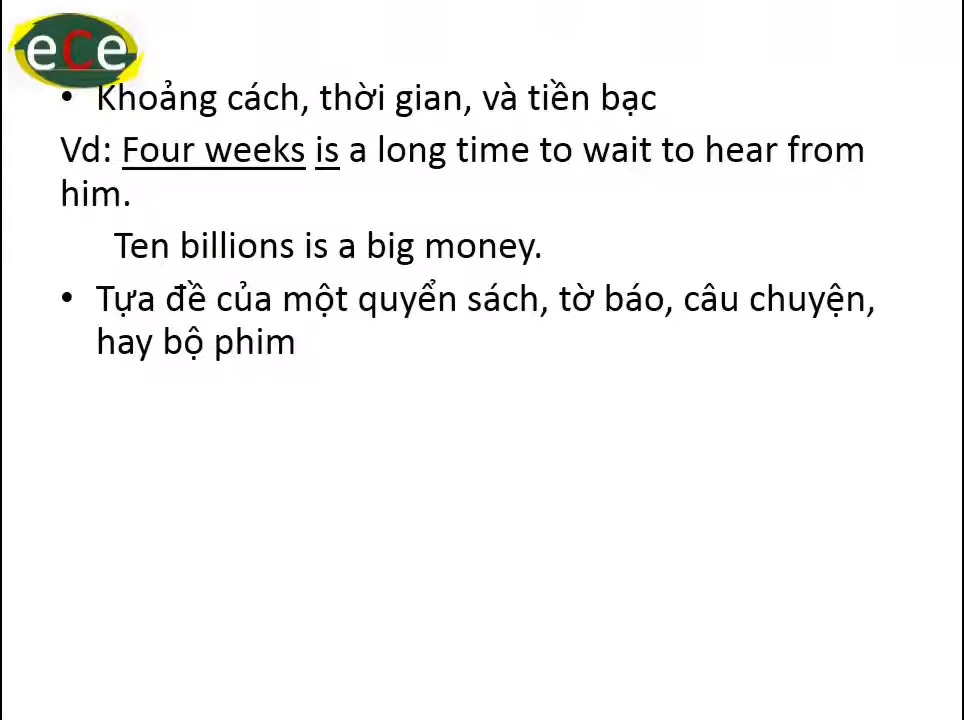 ece
• Khoảng cách, thời gian, và tiền bạc
Vd: Four weeks is a long time to wait to hear from
him.
Ten billions is a big money.
• Tựa đề của một quyển sách, tờ báo, câu chuyện,
hay bộ phim